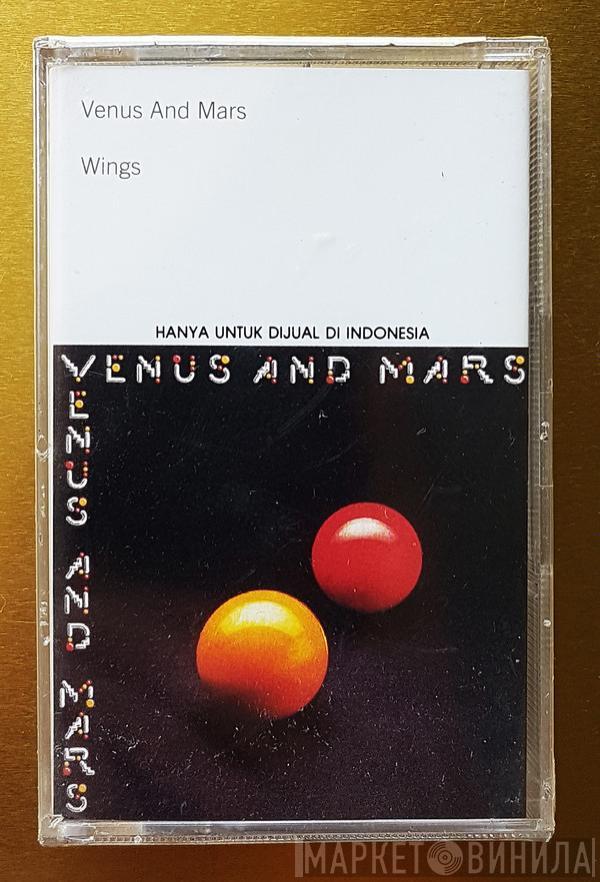 Venus And Mars
Wings
HANYA UNTUK DIJUAL DI INDONESIA
VENUS AND MARS
VENUS AND MARS
МАРКЕТ ВИНИЛА